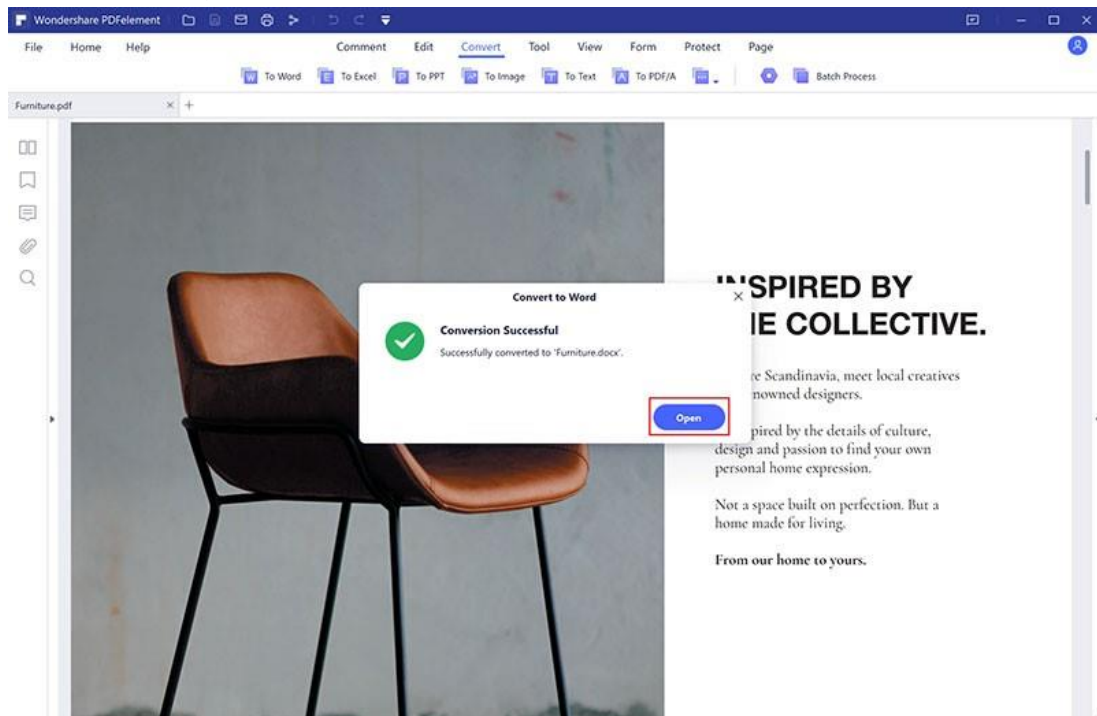 Wondershare PDFelement
File Home Help Comment Edit Convert Tool View Form Protect Page
To Word To Excel To PPT To Image To Text To PDF/A Batch Process
Furniture.pdf
Convert to Word
Conversion Successful
Successfully converted to 'Furniture.docx'.
Open
SPIRED BY
E COLLECTIVE.
re Scandinavia, meet local creatives
nowned designers.
pired by the details of culture,
design and passion to find your own
personal home expression.
Not a space built on perfection. But a
home made for living.
From our home to yours.